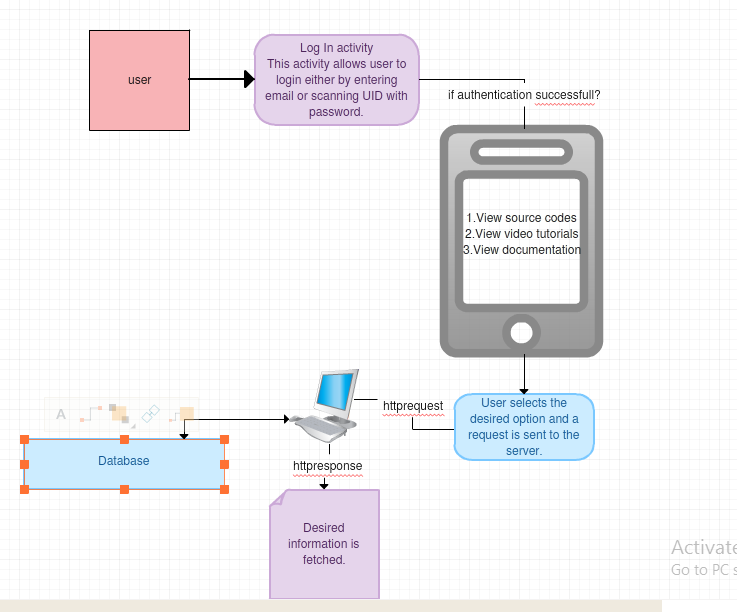 user
Log In activity
This activity allows user to
login either by entering
email or scanning UID with
password.
if authentication successfull?
1.View source codes
2.View video tutorials
3.View documentation
User selects the
desired option and a
request is sent to the
server.
httprequest
A
Database
httpresponse
Desired
information is
fetched.
Activate
Go to PC s